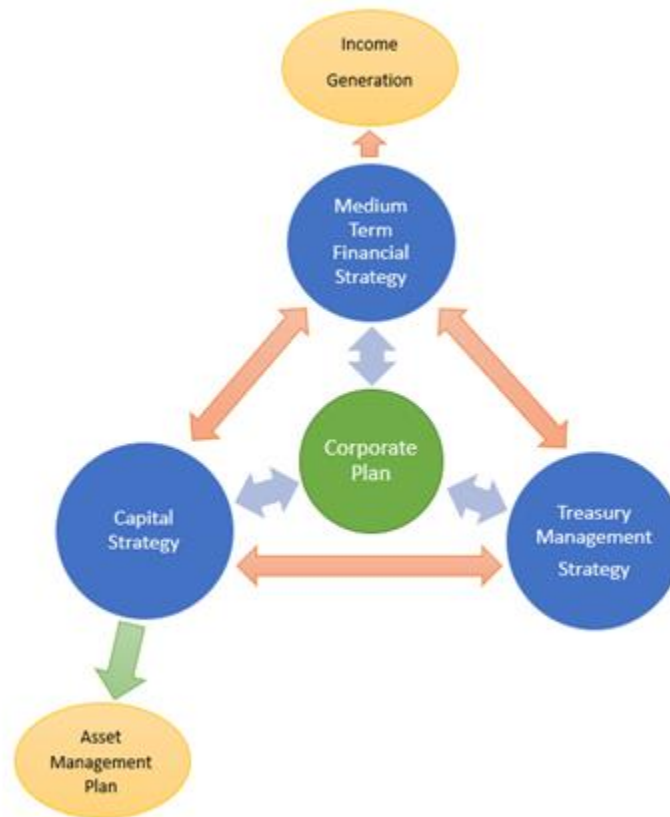 Income
Generation
Medium
Term
Financial
Strategy
Corporate
Plan
Capital
Strategy
Treasury
Management
Strategy
Asset
Management
Plan